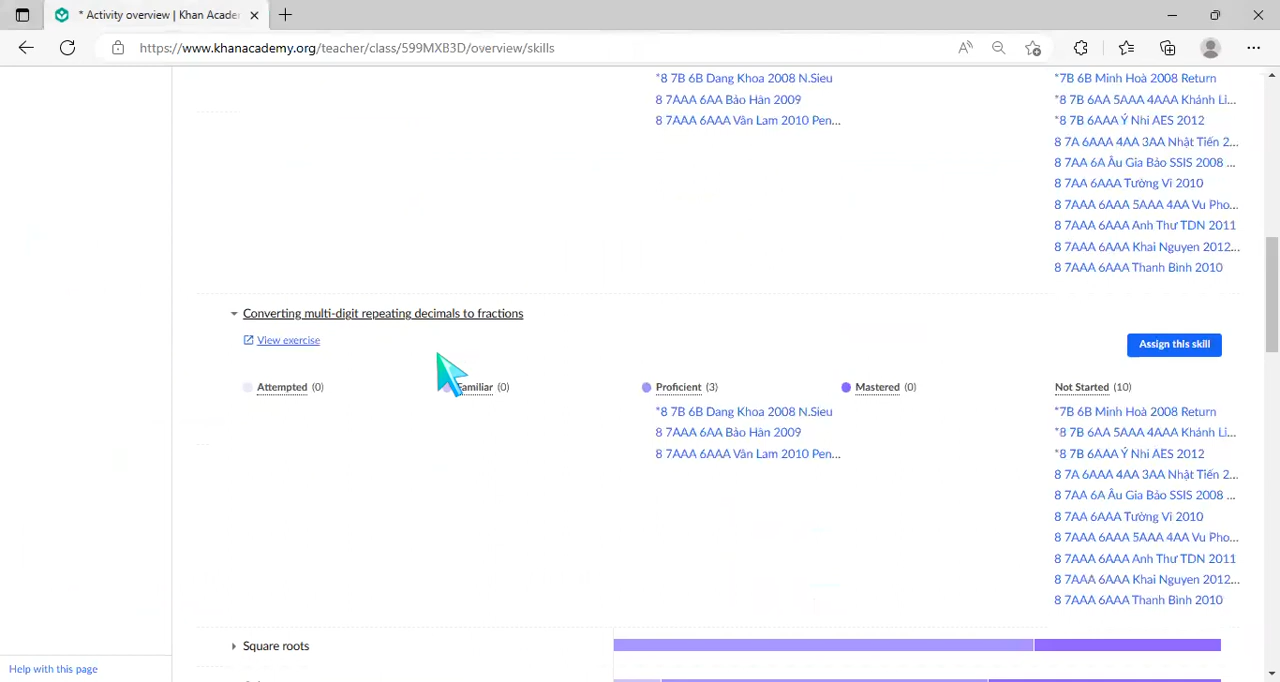 * Activity overview | Khan Acade
https://www.khanacademy.org/teacher/class/599MXB3D/overview/skills
*8 7B 6B Dang Khoa 2008 N.Sieu
*7B 6B Minh Hoà 2008 Return
8 7AAA 6AA Bảo Hân 2009
*8 7B 6AA 5AAA 4AAA Khánh Li...
8 7AAA 6AAA Vân Lam 2010 Pen...
*8 7B 6AAA Ý Nhi AES 2012
8 7A 6AAA 4AA 3AA Nhật Tiến 2...
8 7AA 6A Âu Gia Bảo SSIS 2008 ...
8 7AA 6AAA Tường Vi 2010
8 7AAA 6AAA 5AAA 4AA Vu Pho...
8 7AAA 6AAA Anh Thư TDN 2011
8 7AAA 6AAA Khai Nguyen 2012...
8 7AAA 6AAA Thanh Bình 2010
Converting multi-digit repeating decimals to fractions
View exercise
Assign this skill
Attempted (0)
Familiar (0)
Proficient (3)
Mastered (0)
Not Started (10)
*8 7B 6B Dang Khoa 2008 N.Sieu
*7B 6B Minh Hoà 2008 Return
8 7AAA 6AA Bảo Hân 2009
*8 7B 6AA 5AAA 4AAA Khánh Li...
8 7AAA 6AAA Vân Lam 2010 Pen...
*8 7B 6AAA Ý Nhi AES 2012
8 7A 6AAA 4AA 3AA Nhật Tiến 2...
8 7AA 6A Âu Gia Bảo SSIS 2008 ...
8 7AA 6AAA Tường Vi 2010
8 7AAA 6AAA 5AAA 4AA Vu Pho...
8 7AAA 6AAA Anh Thư TDN 2011
8 7AAA 6AAA Khai Nguyen 2012...
8 7AAA 6AAA Thanh Bình 2010
Square roots
Help with this page